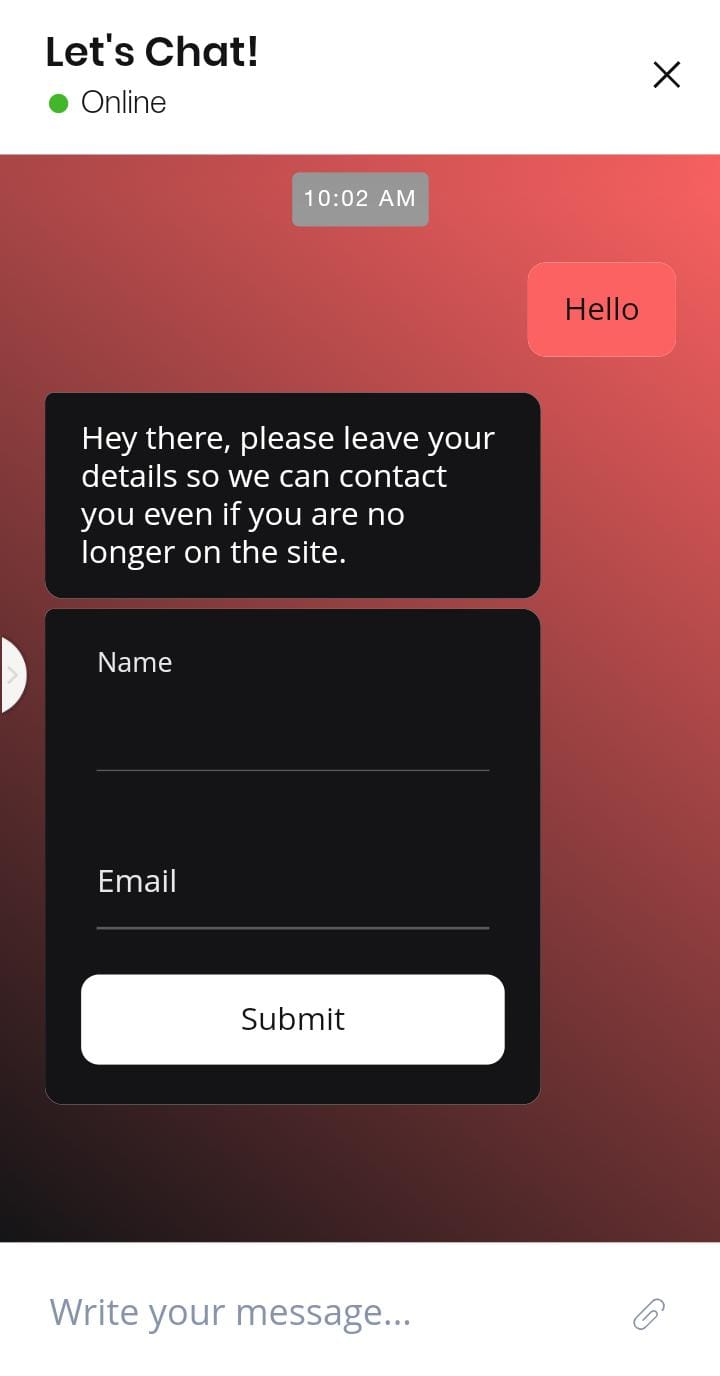 Let's Chat!
Online
10:02 AM
Hello
Hey there, please leave your
details so we can contact
you even if you are no
longer on the site.
Name
Email
Submit
Write your message...